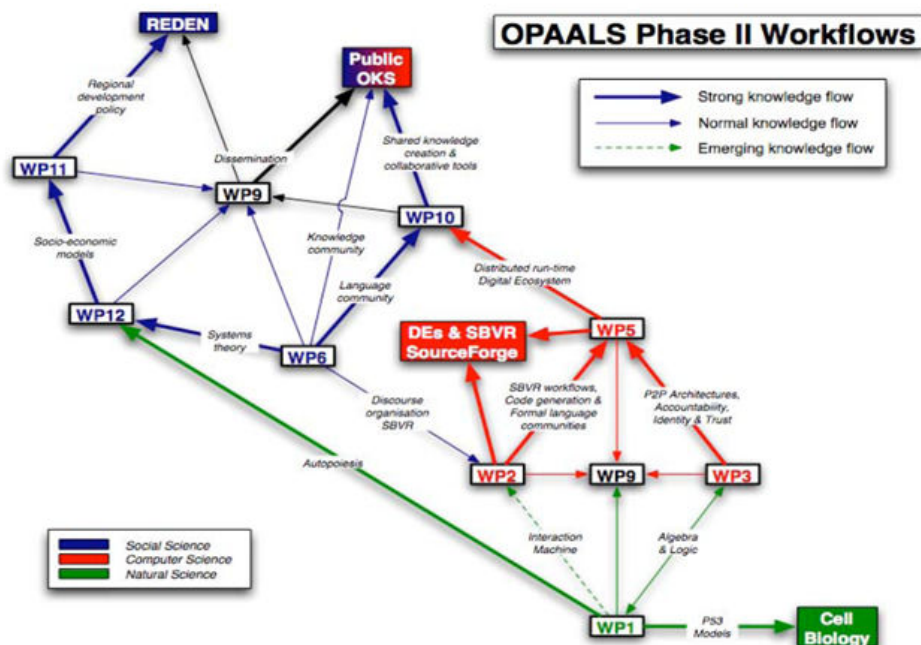 REDEN
OPAALS Phase II Workflows
Public
OKS
Strong knowledge flow
Normal knowledge flow
Emerging knowledge flow
Regional
development
policy
Dissemination
Shared knowledge
creation &
collaborative tools
WP11
WP9
WP10
Socio-economic
models
Knowledge
community
Language
community
Distributed run-time
Digital Ecosystem
WP12
Systems
theory
WP6
DEs & SBVR
SourceForge
WP5
Discourse
organisation
SBVR
SBVR workflows,
Code generation &
Formal language
communities
P2P Architectures,
Accountability,
Identity & Trust
Autopoiesis
WP2
WP9
WP3
Social Science
Computer Science
Natural Science
Interaction
Machine
Algebra
& Logic
WP1
PS3
Models
Cell
Biology